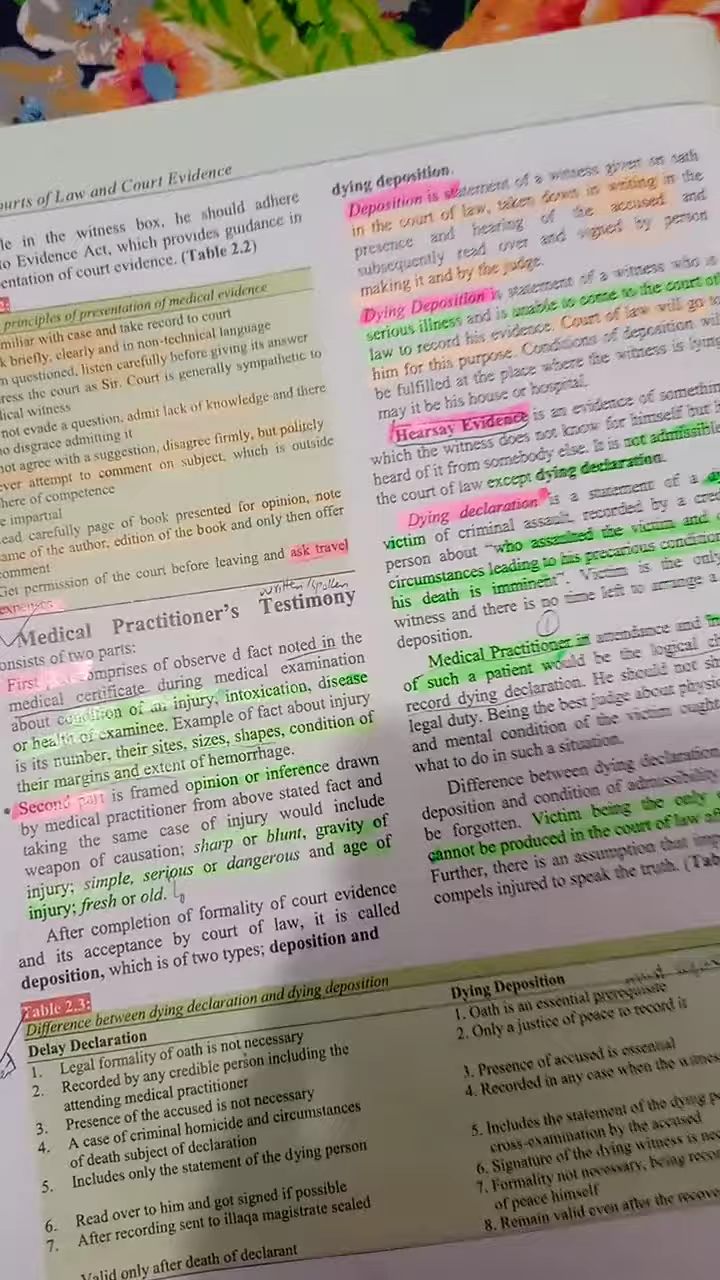 ourts of Law and Court Evidence
le in the witness box, he should adhere
to Evidence Act, which provides guidance in
entation of court evidence. (Table 2.2)
principles of presentation of medical evidence
miliar with case and take record to court
k briefly, clearly and in non-technical language
n questioned, listen carefully before giving its answer
ress the court as Sir. Court is generally sympathetic to
lical witness
not evade a question, admit lack of knowledge and there
no disgrace admitting it
not agree with a suggestion, disagree firmly, but politely
ever attempt to comment on subject, which is outside
here of competence
e impartial
ead carefully page of book presented for opinion, note
ame of the author, edition of the book and only then offer
omment
Get permission of the court before leaving and ask travel
expenses
written/spoken
Medical Practitioner's Testimony
onsists of two parts:
First comprises of observe d fact noted in the
medical certificate during medical examination
about condition of an injury, intoxication, disease
or health of examinee. Example of fact about injury
is its number, their sites, sizes, shapes, condition of
their margins and extent of hemorrhage.
• Second part is framed opinion or inference drawn
by medical practitioner from above stated fact and
taking the same case of injury would include
weapon of causation; sharp or blunt, gravity of
injury; simple, serious or dangerous and age of
injury; fresh or old.
After completion of formality of court evidence
and its acceptance by court of law, it is called
deposition, which is of two types; deposition and
dying deposition.
Deposition is statement of a witness given on oath
in the court of law, taken down in writing in the
presence and hearing of the accused and
subsequently read over and signed by person
making it and by the judge.
Dying Deposition is statement of a witness who is
serious illness and is unable to come to the court of
law to record his evidence. Court of law will go to
him for this purpose. Conditions of deposition wil
be fulfilled at the place where the witness is lying
may it be his house or hospital.
Hearsay Evidence is an evidence of somethin
which the witness does not know for himself but h
heard of it from somebody else. It is not admissible
the court of law except dying declaration.
Dying declaration is a statement of a
victim of criminal assault, recorded by a cre
person about "who assaulted the victim and
circumstances leading to his precarious condition
his death is imminent". Victim is the only
witness and there is no time left to arrange a
deposition.
1
Medical Practitioner in attendance and
of such a patient would be the logical ch
record dying declaration. He should not sh
legal duty. Being the best judge about physic
and mental condition of the victim ought
what to do in such a situation.
Difference between dying declaration
deposition and condition of admissibility
be forgotten. Victim being the only
cannot be produced in the court of law af
Further, there is an assumption that imp
compels injured to speak the truth. (Tab
Table 2.3:
Difference between dying declaration and dying deposition
Delay Declaration
1. Legal formality of oath is not necessary
2. Recorded by any credible person including the
attending medical practitioner
3. Presence of the accused is not necessary
4. A case of criminal homicide and circumstances
of death subject of declaration
5. Includes only the statement of the dying person
6. Read over to him and got signed if possible
7. After recording sent to illaqa magistrate sealed
Valid only after death of declarant
Dying Deposition
1. Oath is an essential prerequisite
2. Only a justice of peace to record it
3. Presence of accused is essential
4. Recorded in any case when the witnes
5. Includes the statement of the dying pe
cross-examination by the accused
6. Signature of the dying witness is nec
7. Formality not necessary, being recor
of peace himself
8. Remain valid even after the recove